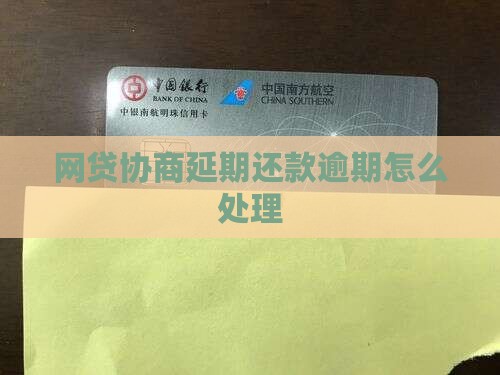 中国银行 中国南方航空
BANK OF CHINA CHINA SOUTHERN
中银南航明珠信用卡
网贷协商延期还款逾期怎么
处理